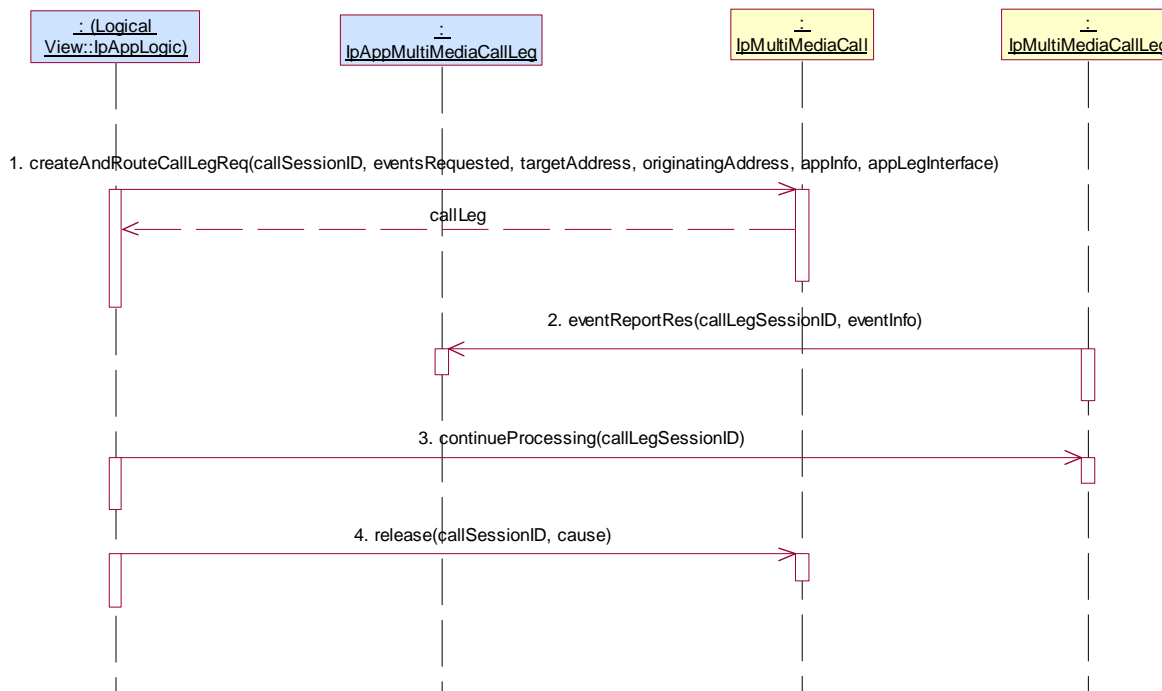 : (Logical
View::IpAppLogic)
:
IpAppMultiMediaCallLeg
:
IpMultiMediaCall
:
IpMultiMediaCallLeg
1. createAndRouteCallLegReq(callSessionID, eventsRequested, targetAddress, originatingAddress, appInfo, appLegInterface)
callLeg
2. eventReportRes(callLegSessionID, eventInfo)
3. continueProcessing(callLegSessionID)
4. release(callSessionID, cause)